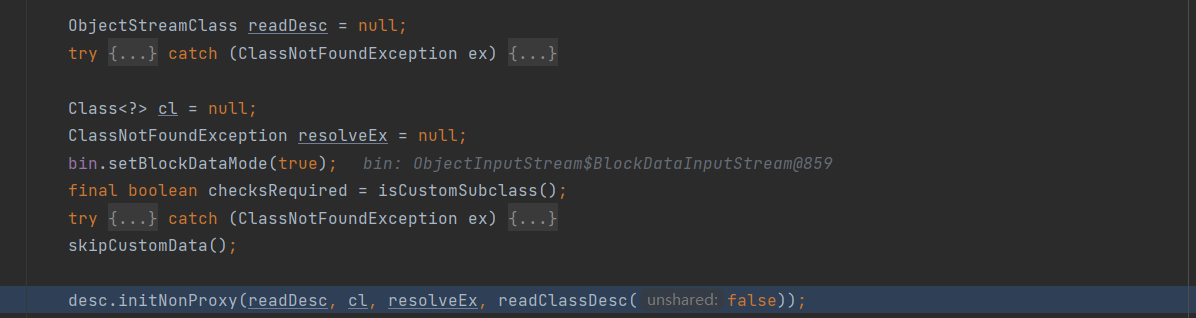 ObjectStreamClass readDesc = null;
try {...} catch (ClassNotFoundException ex) {...}
Class<?> cl = null;
ClassNotFoundException resolveEx = null;
bin.setBlockDataMode(true);   bin: ObjectInputStream$BlockDataInputStream@859
final boolean checksRequired = isCustomSubclass();
try {...} catch (ClassNotFoundException ex) {...}
skipCustomData();
desc.initNonProxy(readDesc, cl, resolveEx, readClassDesc( unshared: false));